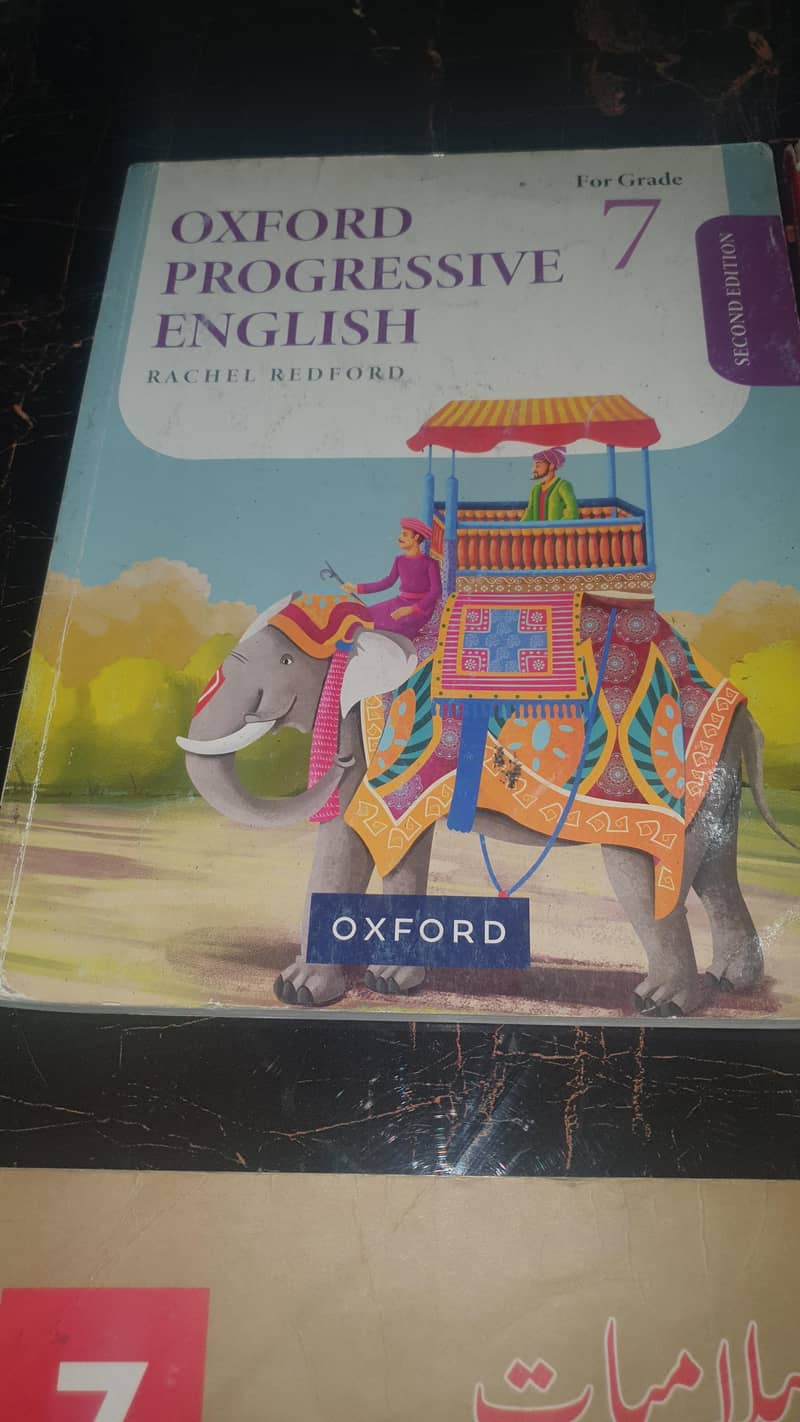 For Grade
7
OXFORD
PROGRESSIVE
ENGLISH
RACHEL REDFORD
SECOND EDITION
OXFORD
7